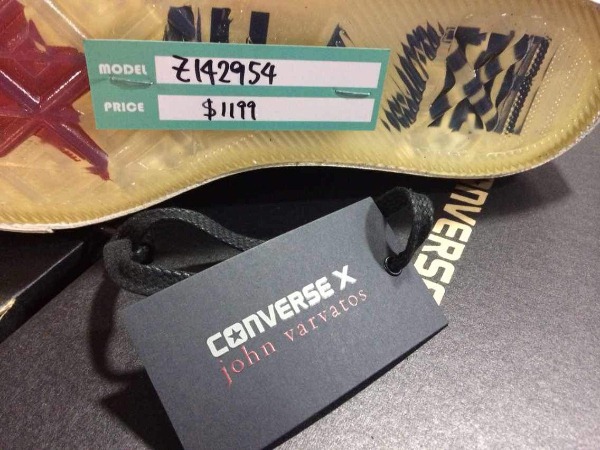 MODEL Z142954
PRICE $1199
CONVERSE X
john varvatos
CONVERSE